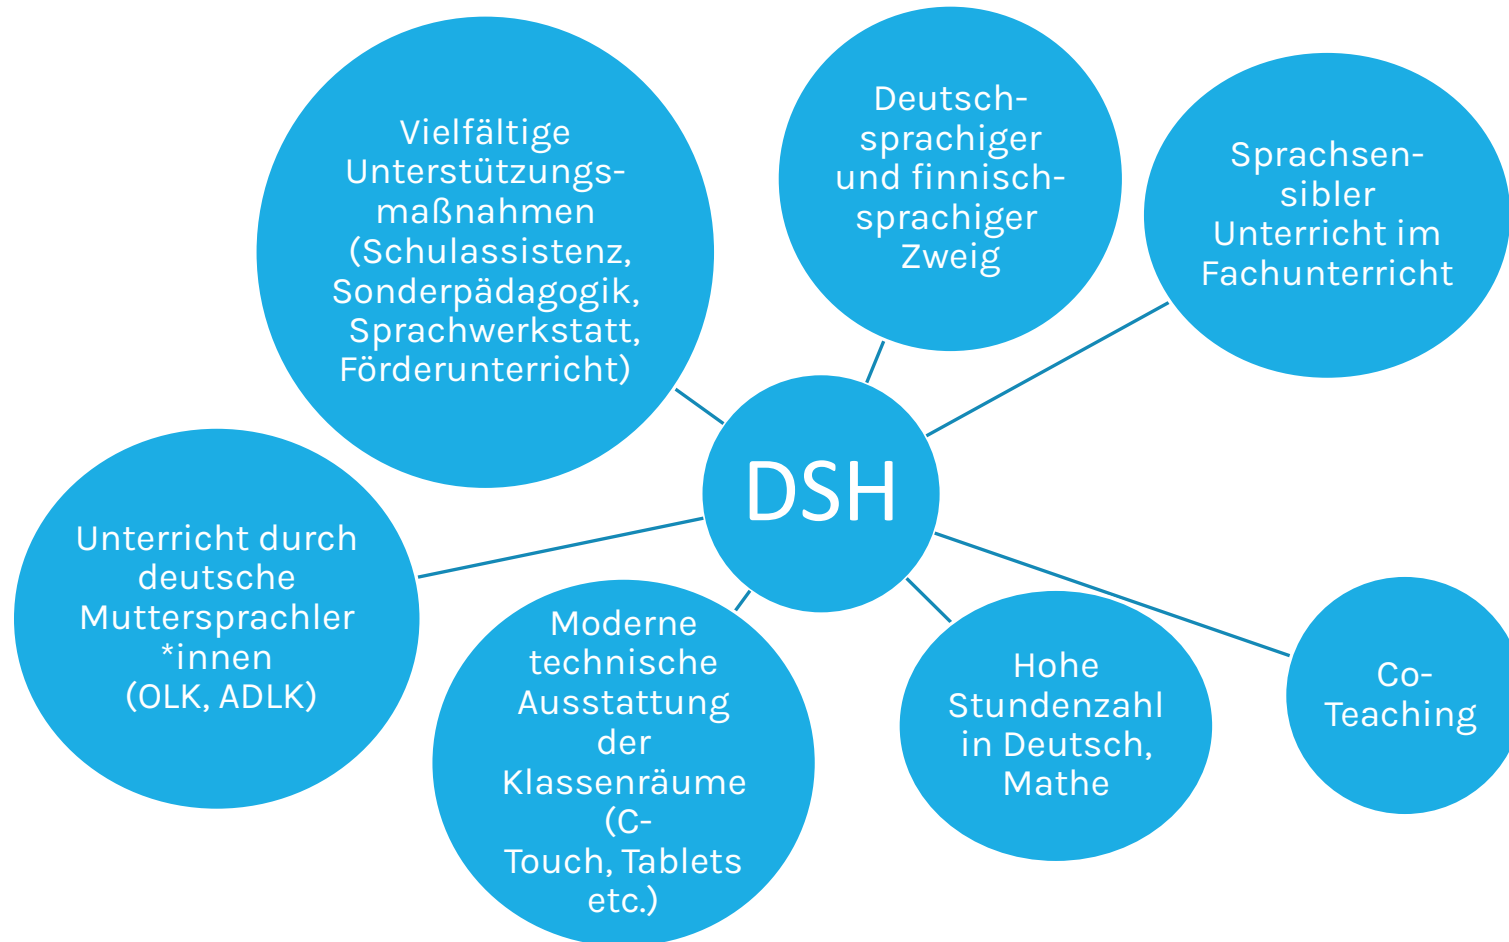 Vielfältige
Unterstützungs-
maßnahmen
(Schulassistenz,
Sonderpädagogik,
Sprachwerkstatt,
Förderunterricht)
Deutsch-
sprachiger
und finnisch-
sprachiger
Zweig
Sprachsen-
sibler
Unterricht im
Fachunterricht
DSH
Unterricht durch
deutsche
Muttersprachler
*innen
(OLK, ADLK)
Moderne
technische
Ausstattung
der
Klassenräume
(C-
Touch, Tablets
etc.)
Hohe
Stundenzahl
in Deutsch,
Mathe
Co-
Teaching